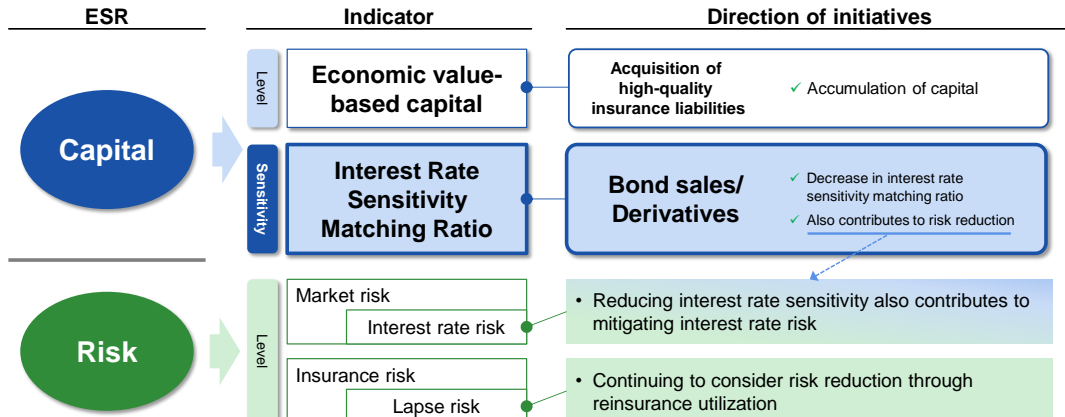 ESR
Indicator
Direction of initiatives
Capital
Level
Economic value-
based capital
Acquisition of
high-quality
insurance liabilities
✓ Accumulation of capital
Sensitivity
Interest Rate
Sensitivity
Matching Ratio
Bond sales/
Derivatives
✓ Decrease in interest rate
sensitivity matching ratio
✓ Also contributes to risk reduction
Risk
Level
Market risk
Interest rate risk
• Reducing interest rate sensitivity also contributes to
mitigating interest rate risk
Insurance risk
Lapse risk
• Continuing to consider risk reduction through
reinsurance utilization